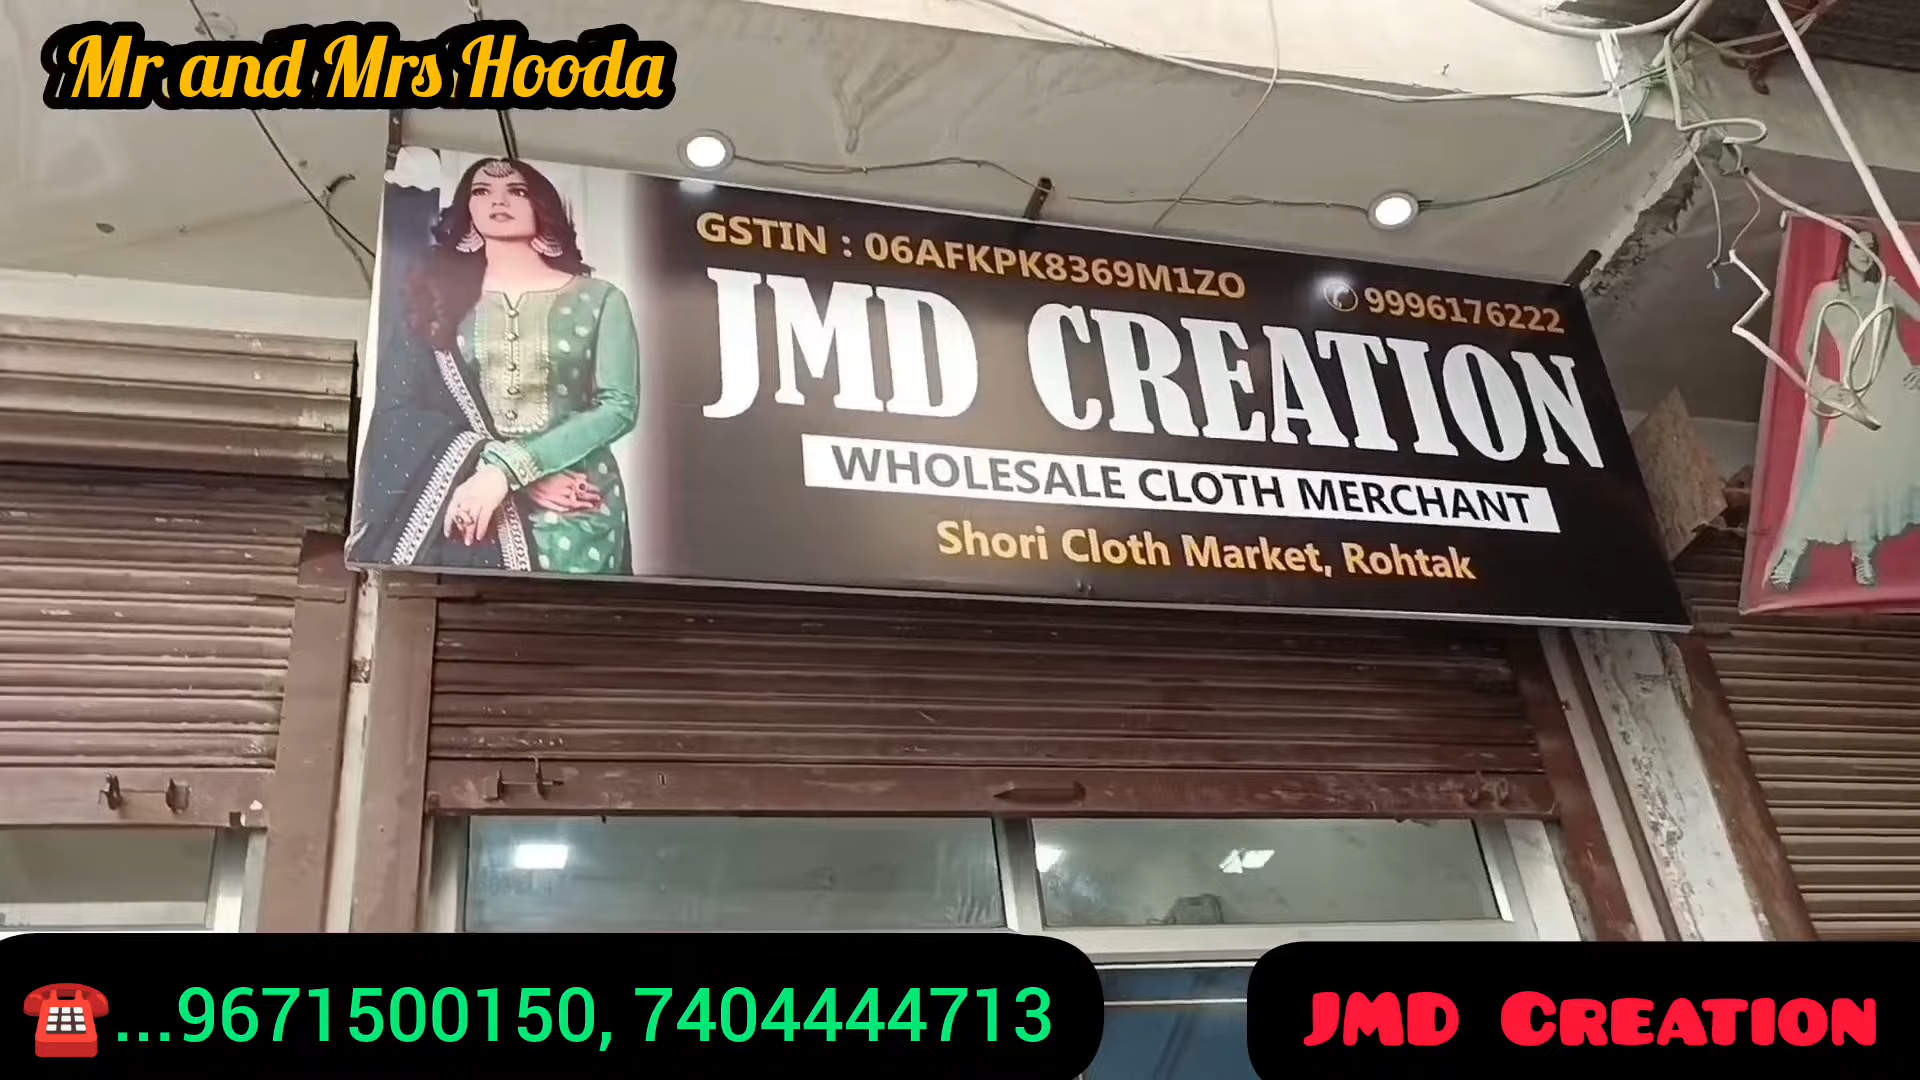 Mr and Mrs Hooda
GSTIN : 06AFKPK8369M1ZO
9996176222
JMD CREATION
WHOLESALE CLOTH MERCHANT
Shori Cloth Market, Rohtak
...9671500150, 7404444713
JMD CREATION